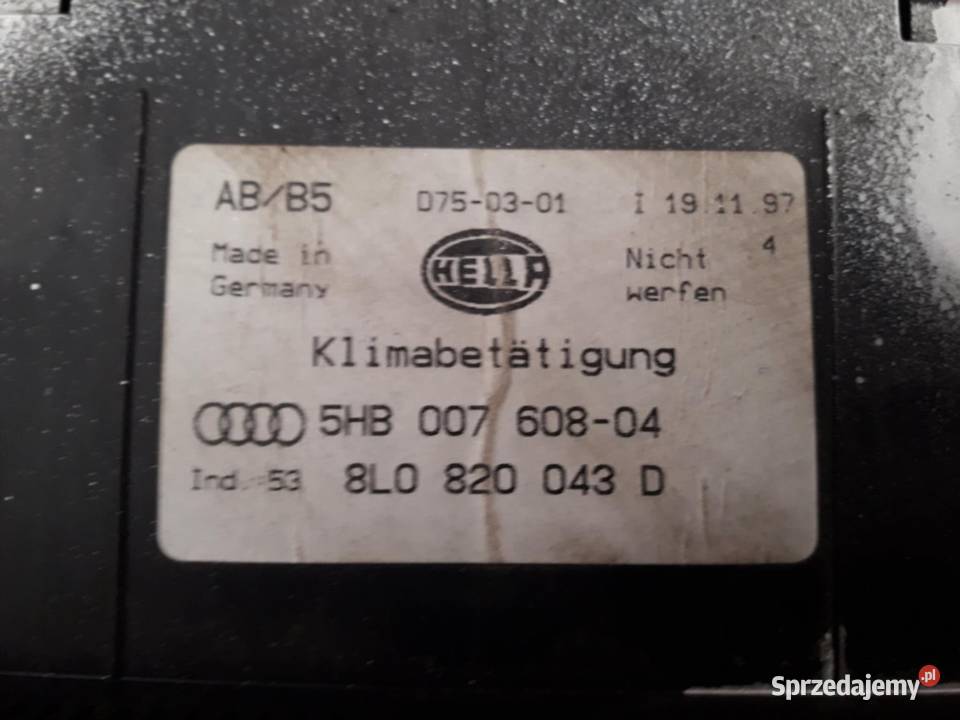 AB/B5 D75-03-01 I 19.11.97
4
Made in Nicht
Germany werfen
HELLA
Klimabetätigung
5HB 007 608-04
Ind.:53 8L0 820 043 D
Sprzedajemy.pl